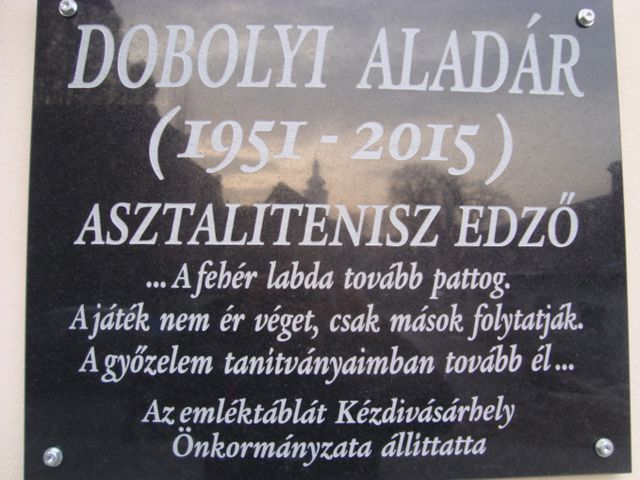 DOBOLYI ALADÁR
(1951 - 2015)
ASZTALITENISZ EDZŐ
... A fehér labda tovább pattog.
A játék nem ér véget, csak mások folytatják.
A győzelem tanitványaimban tovább él ...
Az emléktáblát Kézdivásárhely
Önkormányzata állittatta